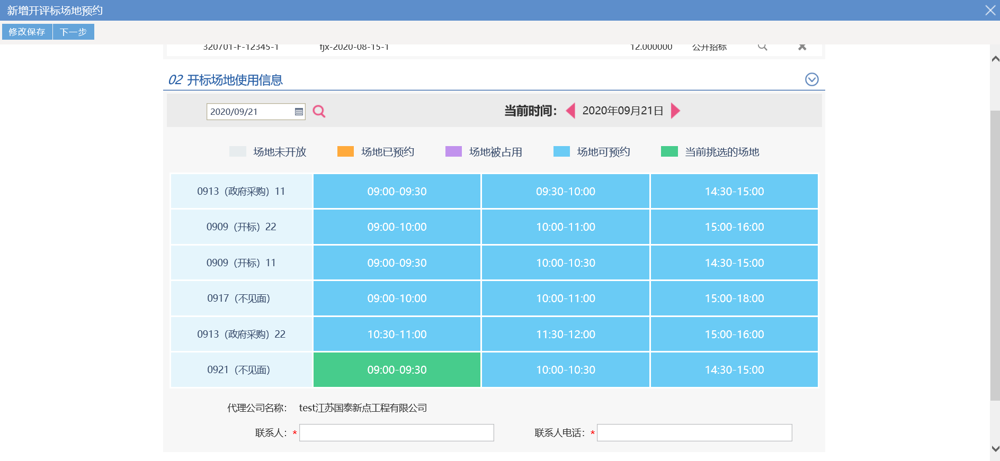 新增开评标场地预约
修改保存 下一步
320701-F-12345-1 fjx-2020-08-15-1 12.000000 公开招标
02 开标场地使用信息
2020/09/21 当前时间： 2020年09月21日
场地未开放 场地已预约 场地被占用 场地可预约 当前挑选的场地
0913（政府采购）11 09:00-09:30 09:30-10:00 14:30-15:00
0909（开标）22 09:00-10:00 10:00-11:00 15:00-16:00
0909（开标）11 09:00-09:30 10:00-10:30 14:30-15:00
0917（不见面） 09:00-10:00 10:00-11:00 15:00-18:00
0913（政府采购）22 10:30-11:00 11:30-12:00 15:00-16:00
0921（不见面） 09:00-09:30 10:00-10:30 14:30-15:00
代理公司名称： test江苏国泰新点工程有限公司
联系人：* 联系人电话：*